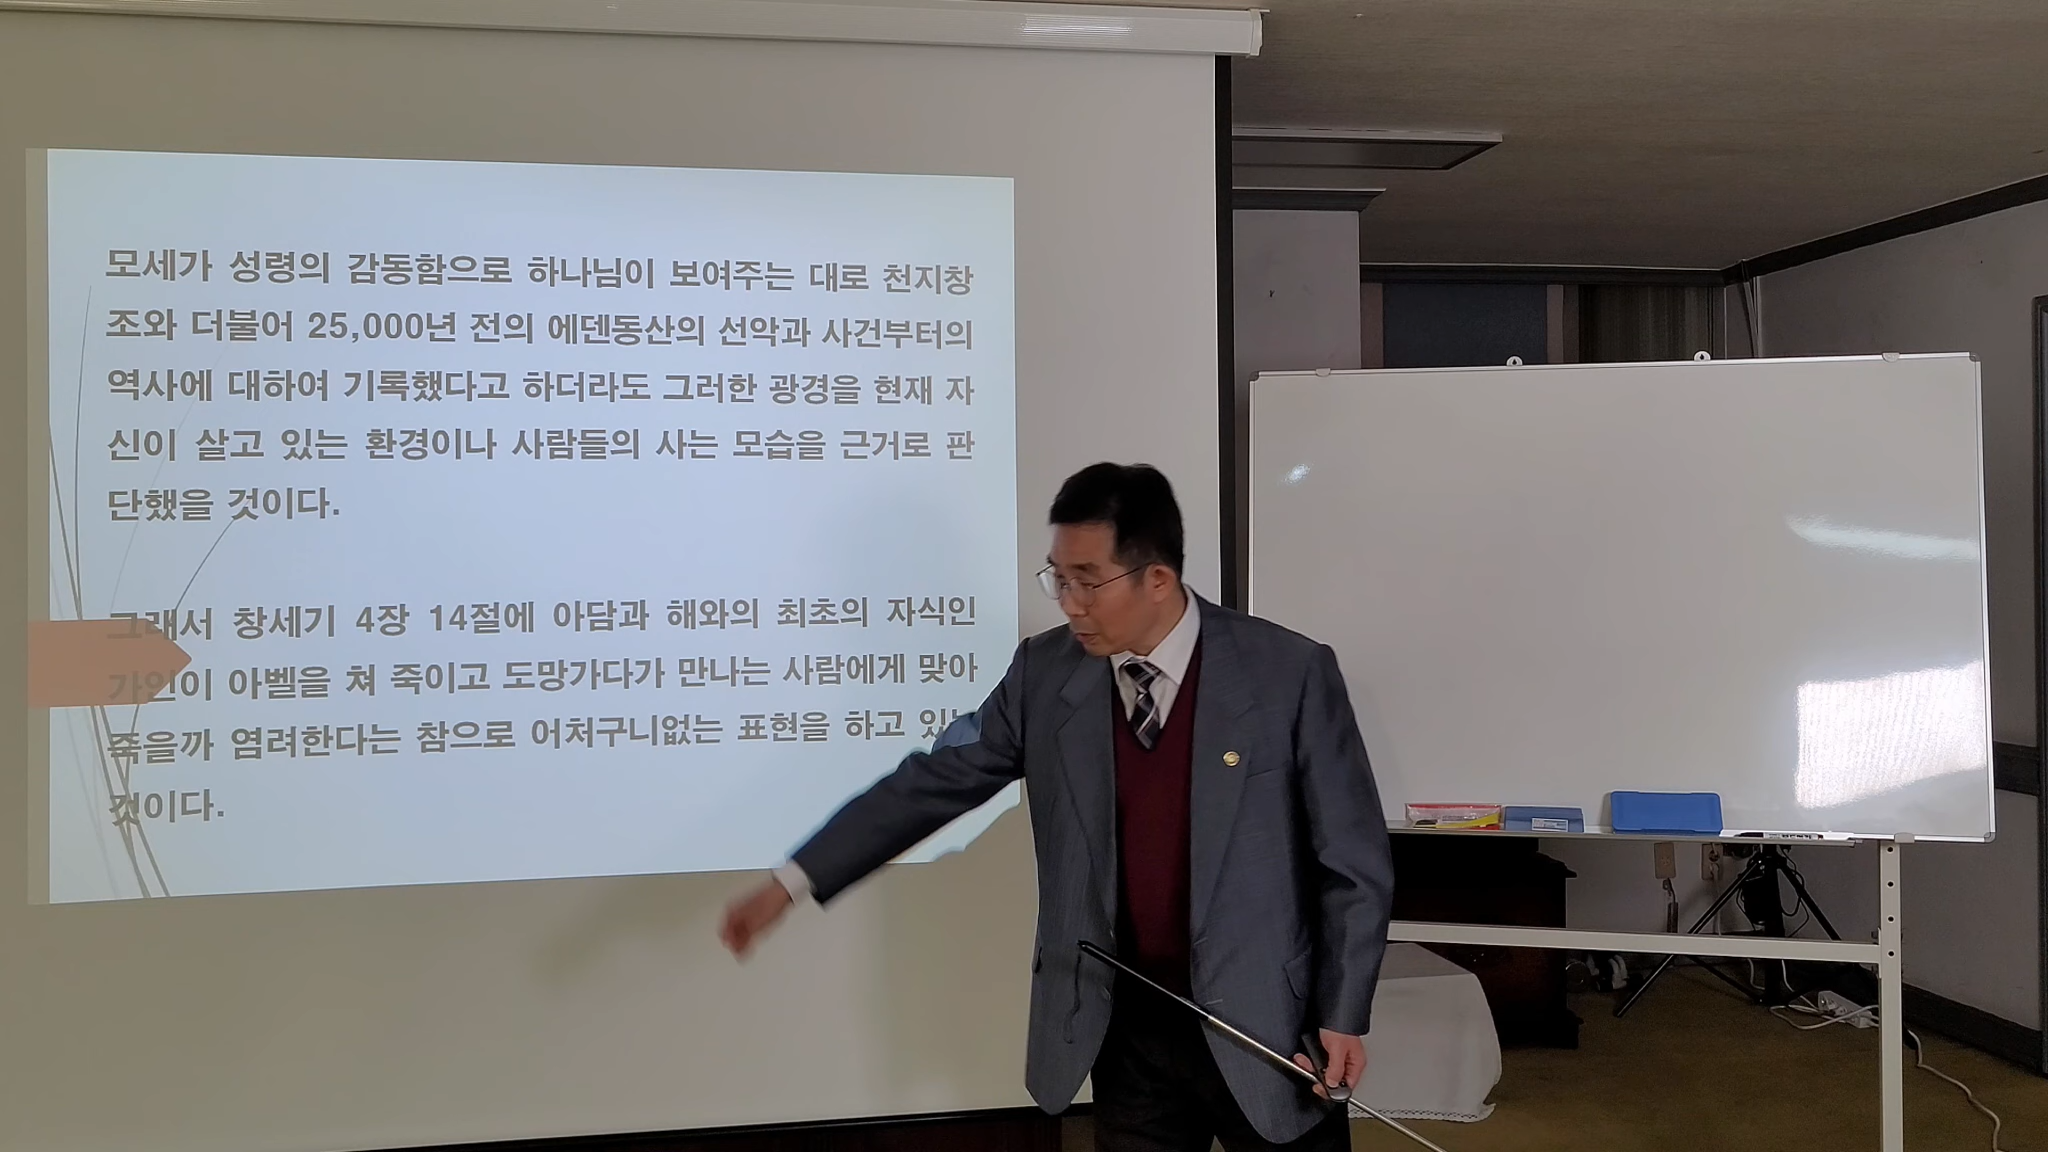 모세가 성령의 감동함으로 하나님이 보여주는 대로 천지창
조와 더불어 25,000년 전의 에덴동산의 선악과 사건부터의
역사에 대하여 기록했다고 하더라도 그러한 광경을 현재 자
신이 살고 있는 환경이나 사람들의 사는 모습을 근거로 판
단했을 것이다.
그래서 창세기 4장 14절에 아담과 해와의 최초의 자식인
가인이 아벨을 쳐 죽이고 도망가다가 만나는 사람에게 맞아
죽을까 염려한다는 참으로 어처구니없는 표현을 하고 있는
것이다.